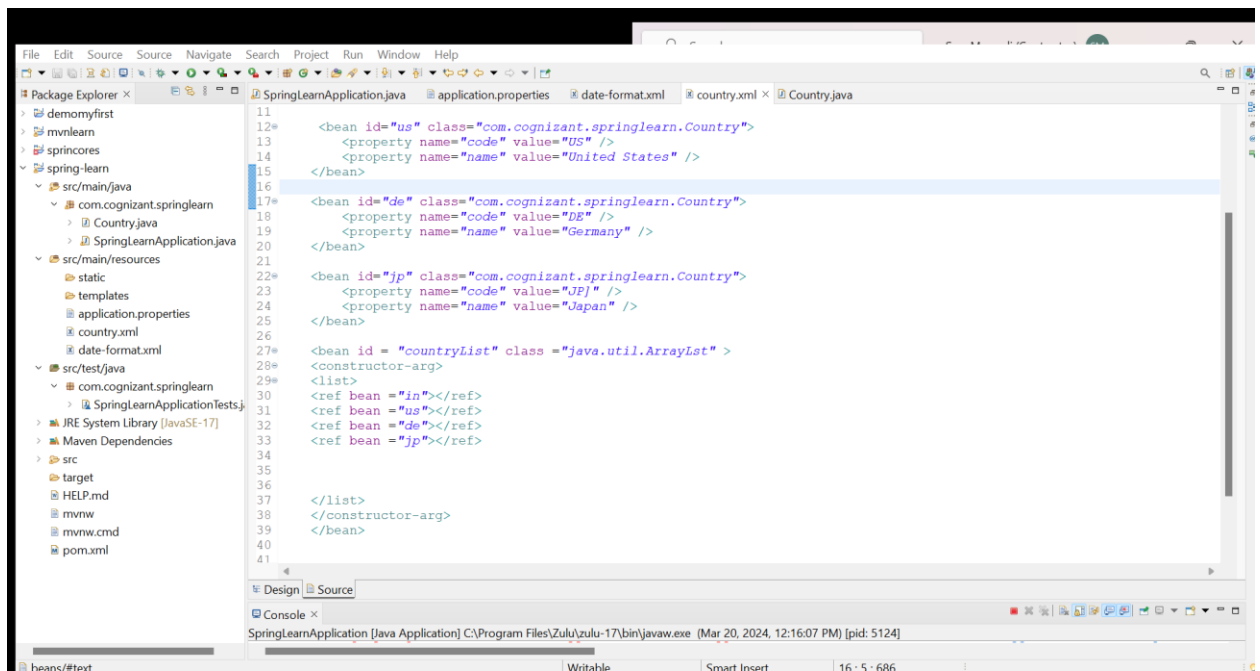 File Edit Source Source Navigate Search Project Run Window Help
Package Explorer ×
SpringLearnApplication.java application.properties date-format.xml country.xml × Country.java
demomyfirst
mvnlearn
sprincores
spring-learn
src/main/java
com.cognizant.springlearn
Country.java
SpringLearnApplication.java
src/main/resources
static
templates
application.properties
country.xml
date-format.xml
src/test/java
com.cognizant.springlearn
SpringLearnApplicationTests.j
JRE System Library [JavaSE-17]
Maven Dependencies
src
target
HELP.md
mvnw
mvnw.cmd
pom.xml
11
12 <bean id="us" class="com.cognizant.springlearn.Country">
13 <property name="code" value="US" />
14 <property name="name" value="United States" />
15 </bean>
16
17 <bean id="de" class="com.cognizant.springlearn.Country">
18 <property name="code" value="DE" />
19 <property name="name" value="Germany" />
20 </bean>
21
22 <bean id="jp" class="com.cognizant.springlearn.Country">
23 <property name="code" value="JP]" />
24 <property name="name" value="Japan" />
25 </bean>
26
27 <bean id = "countryList" class ="java.util.ArrayLst" >
28 <constructor-arg>
29 <list>
30 <ref bean ="in"></ref>
31 <ref bean ="us"></ref>
32 <ref bean ="de"></ref>
33 <ref bean ="jp"></ref>
34
35
36
37 </list>
38 </constructor-arg>
39 </bean>
40
41
Design Source
Console ×
SpringLearnApplication [Java Application] C:\Program Files\Zulu\zulu-17\bin\javaw.exe (Mar 20, 2024, 12:16:07 PM) [pid: 5124]
beans/#text Writable Smart Insert 16 : 5 : 686